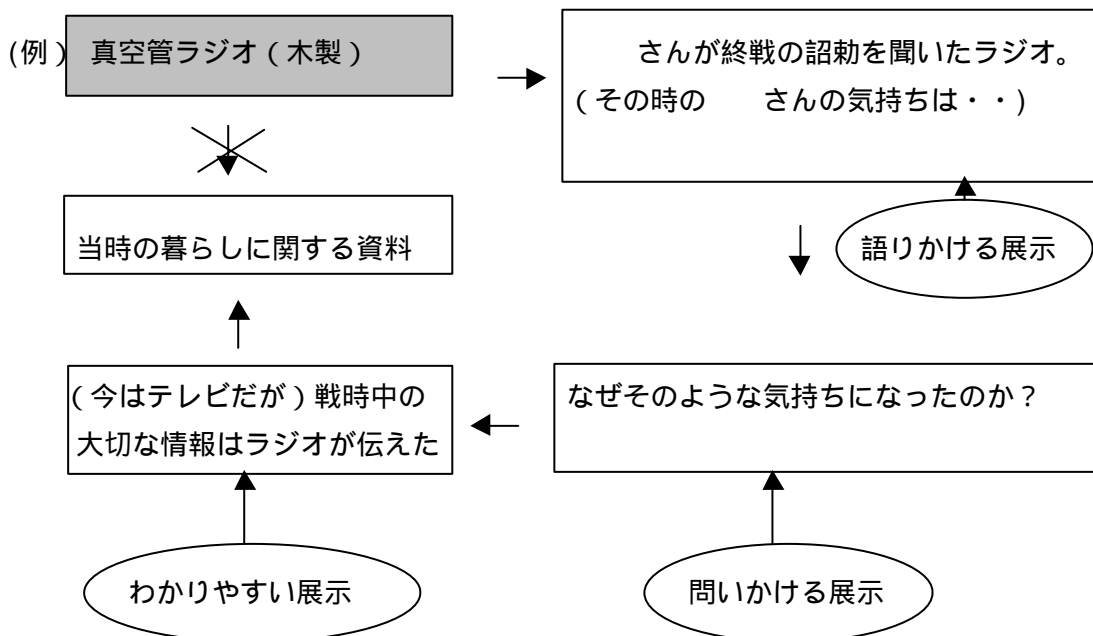 (例) 真空管ラジオ(木製)
さんが終戦の詔勅を聞いたラジオ。
(その時の　　さんの気持ちは・・)
当時の暮らしに関する資料
語りかける展示
(今はテレビだが)戦時中の
大切な情報はラジオが伝えた
なぜそのような気持ちになったのか?
わかりやすい展示
問いかける展示